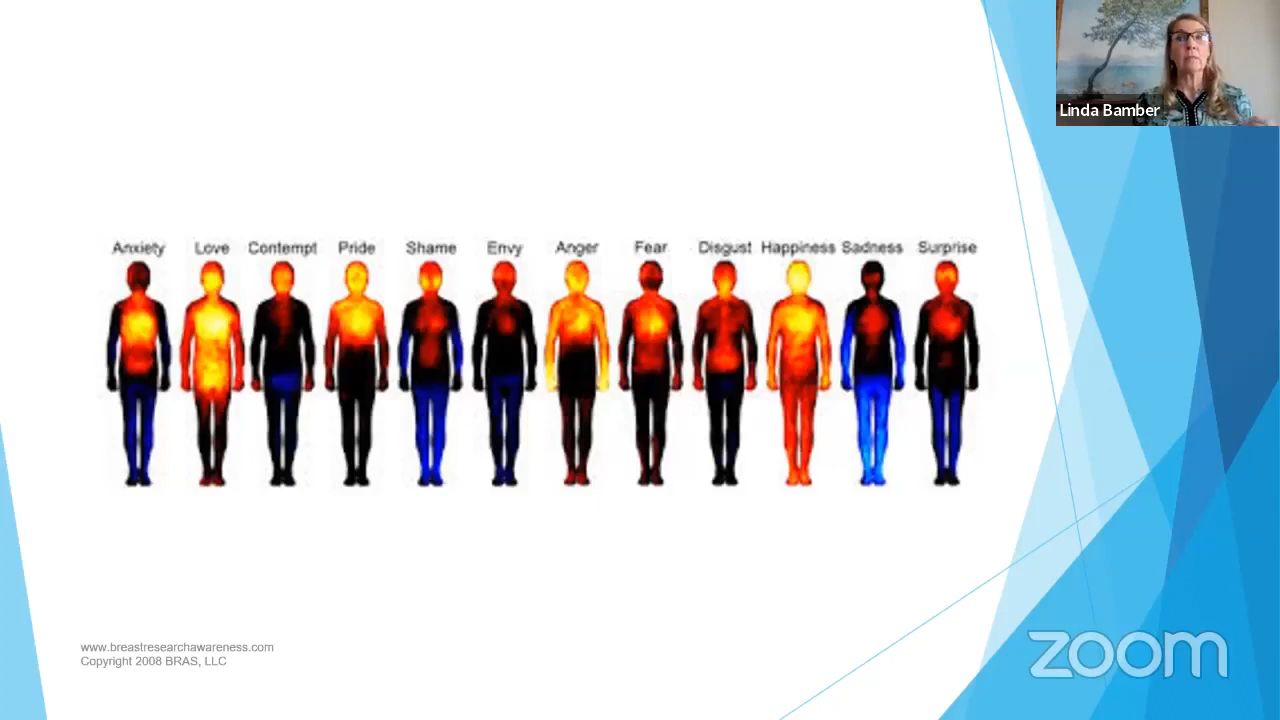 Linda Bamber
Anxiety Love Contempt Pride Shame Envy Anger Fear Disgust Happiness Sadness Surprise
www.breastresearchawareness.com
Copyright 2008 BRAS, LLC
zoom